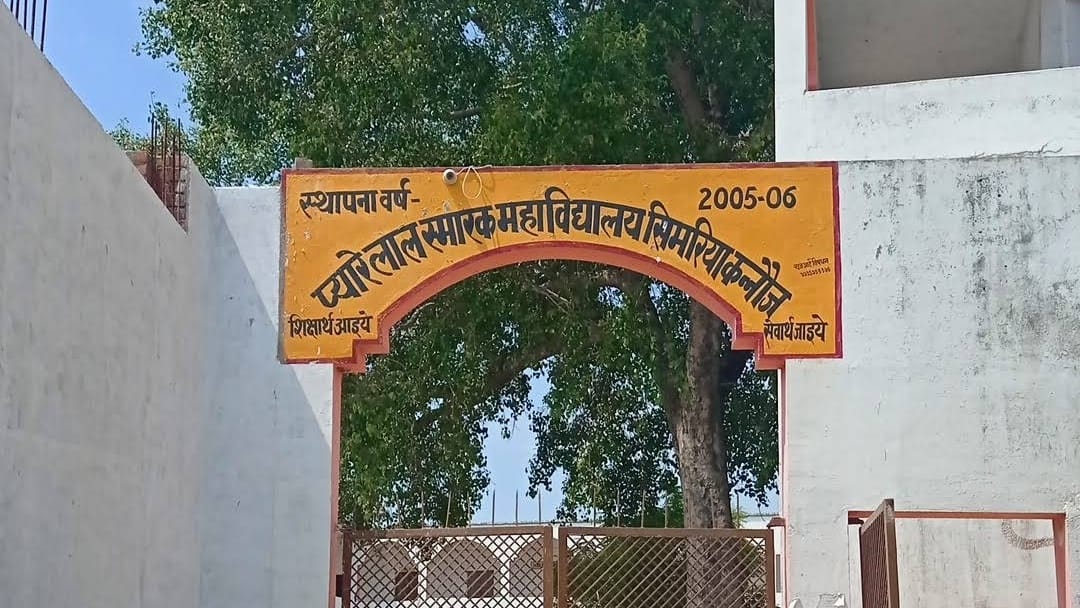 स्थापना वर्ष- 2005-06
प्यारे लाल स्मारक महाविद्यालय सिमरिया कन्नौज
शिक्षार्थ आइये
सेवार्थ जाइये